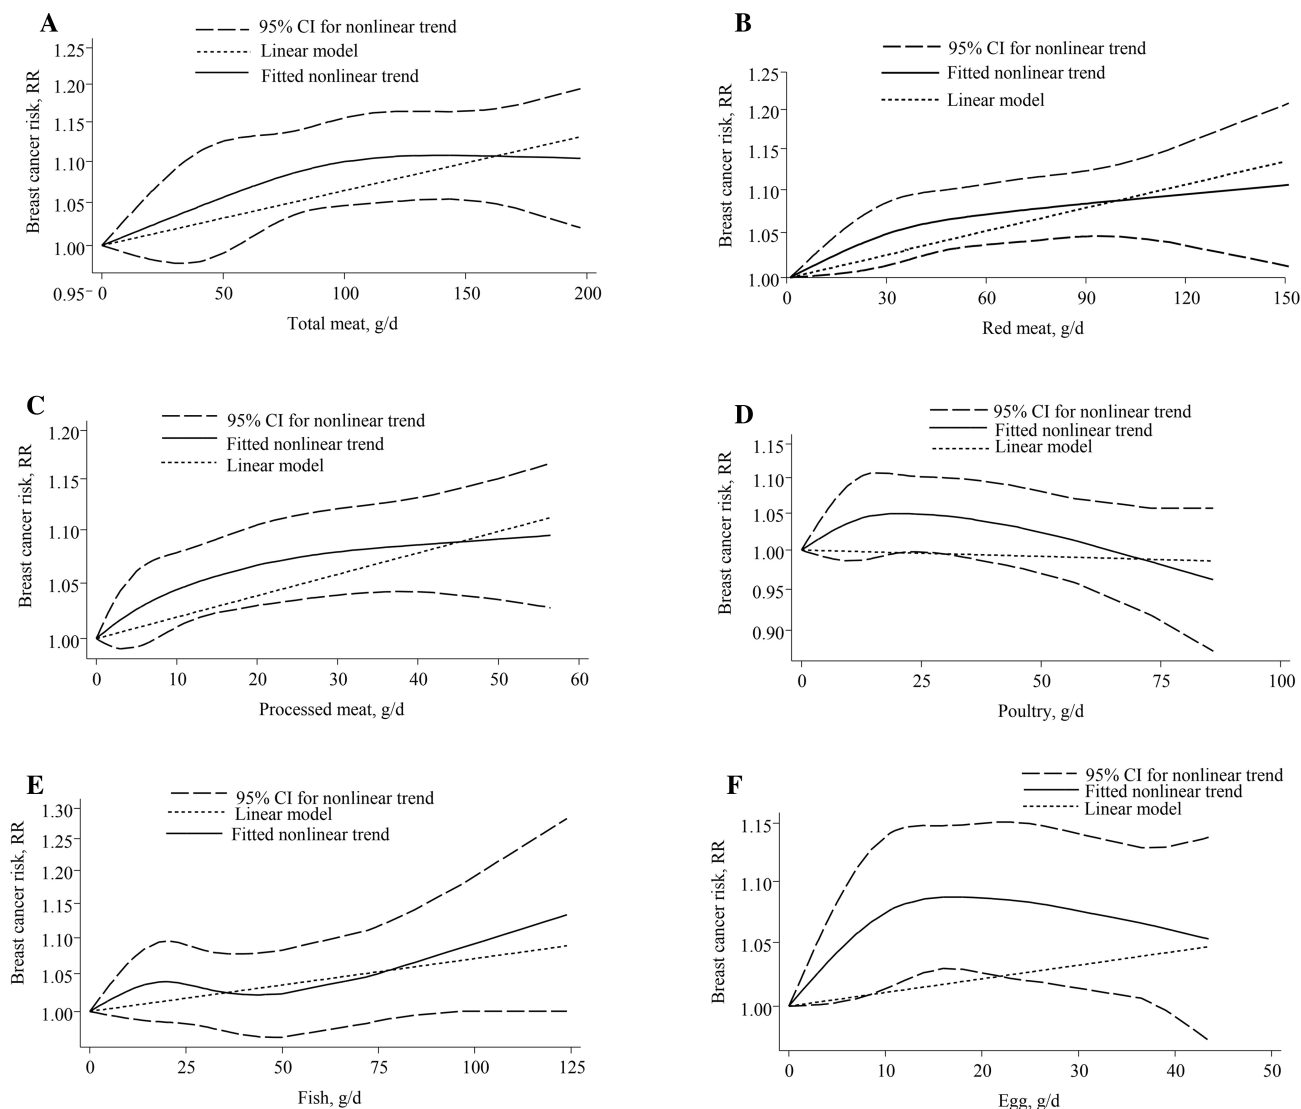 A
95% CI for nonlinear trend
Linear model
Fitted nonlinear trend
Breast cancer risk, RR
1.25
1.20
1.15
1.10
1.05
1.00
0.95
0 50 100 150 200
Total meat, g/d
B
95% CI for nonlinear trend
Fitted nonlinear trend
Linear model
Breast cancer risk, RR
1.25
1.20
1.15
1.10
1.05
1.00
0 30 60 90 120 150
Red meat, g/d
C
95% CI for nonlinear trend
Fitted nonlinear trend
Linear model
Breast cancer risk, RR
1.20
1.15
1.10
1.05
1.00
0 10 20 30 40 50 60
Processed meat, g/d
D
95% CI for nonlinear trend
Fitted nonlinear trend
Linear model
Breast cancer risk, RR
1.15
1.10
1.05
1.00
0.95
0.90
0 25 50 75 100
Poultry, g/d
E
95% CI for nonlinear trend
Linear model
Fitted nonlinear trend
Breast cancer risk, RR
1.30
1.25
1.20
1.15
1.10
1.05
1.00
0 25 50 75 100 125
Fish, g/d
F
95% CI for nonlinear trend
Fitted nonlinear trend
Linear model
Breast cancer risk, RR
1.15
1.10
1.05
1.00
0 10 20 30 40 50
Egg, g/d